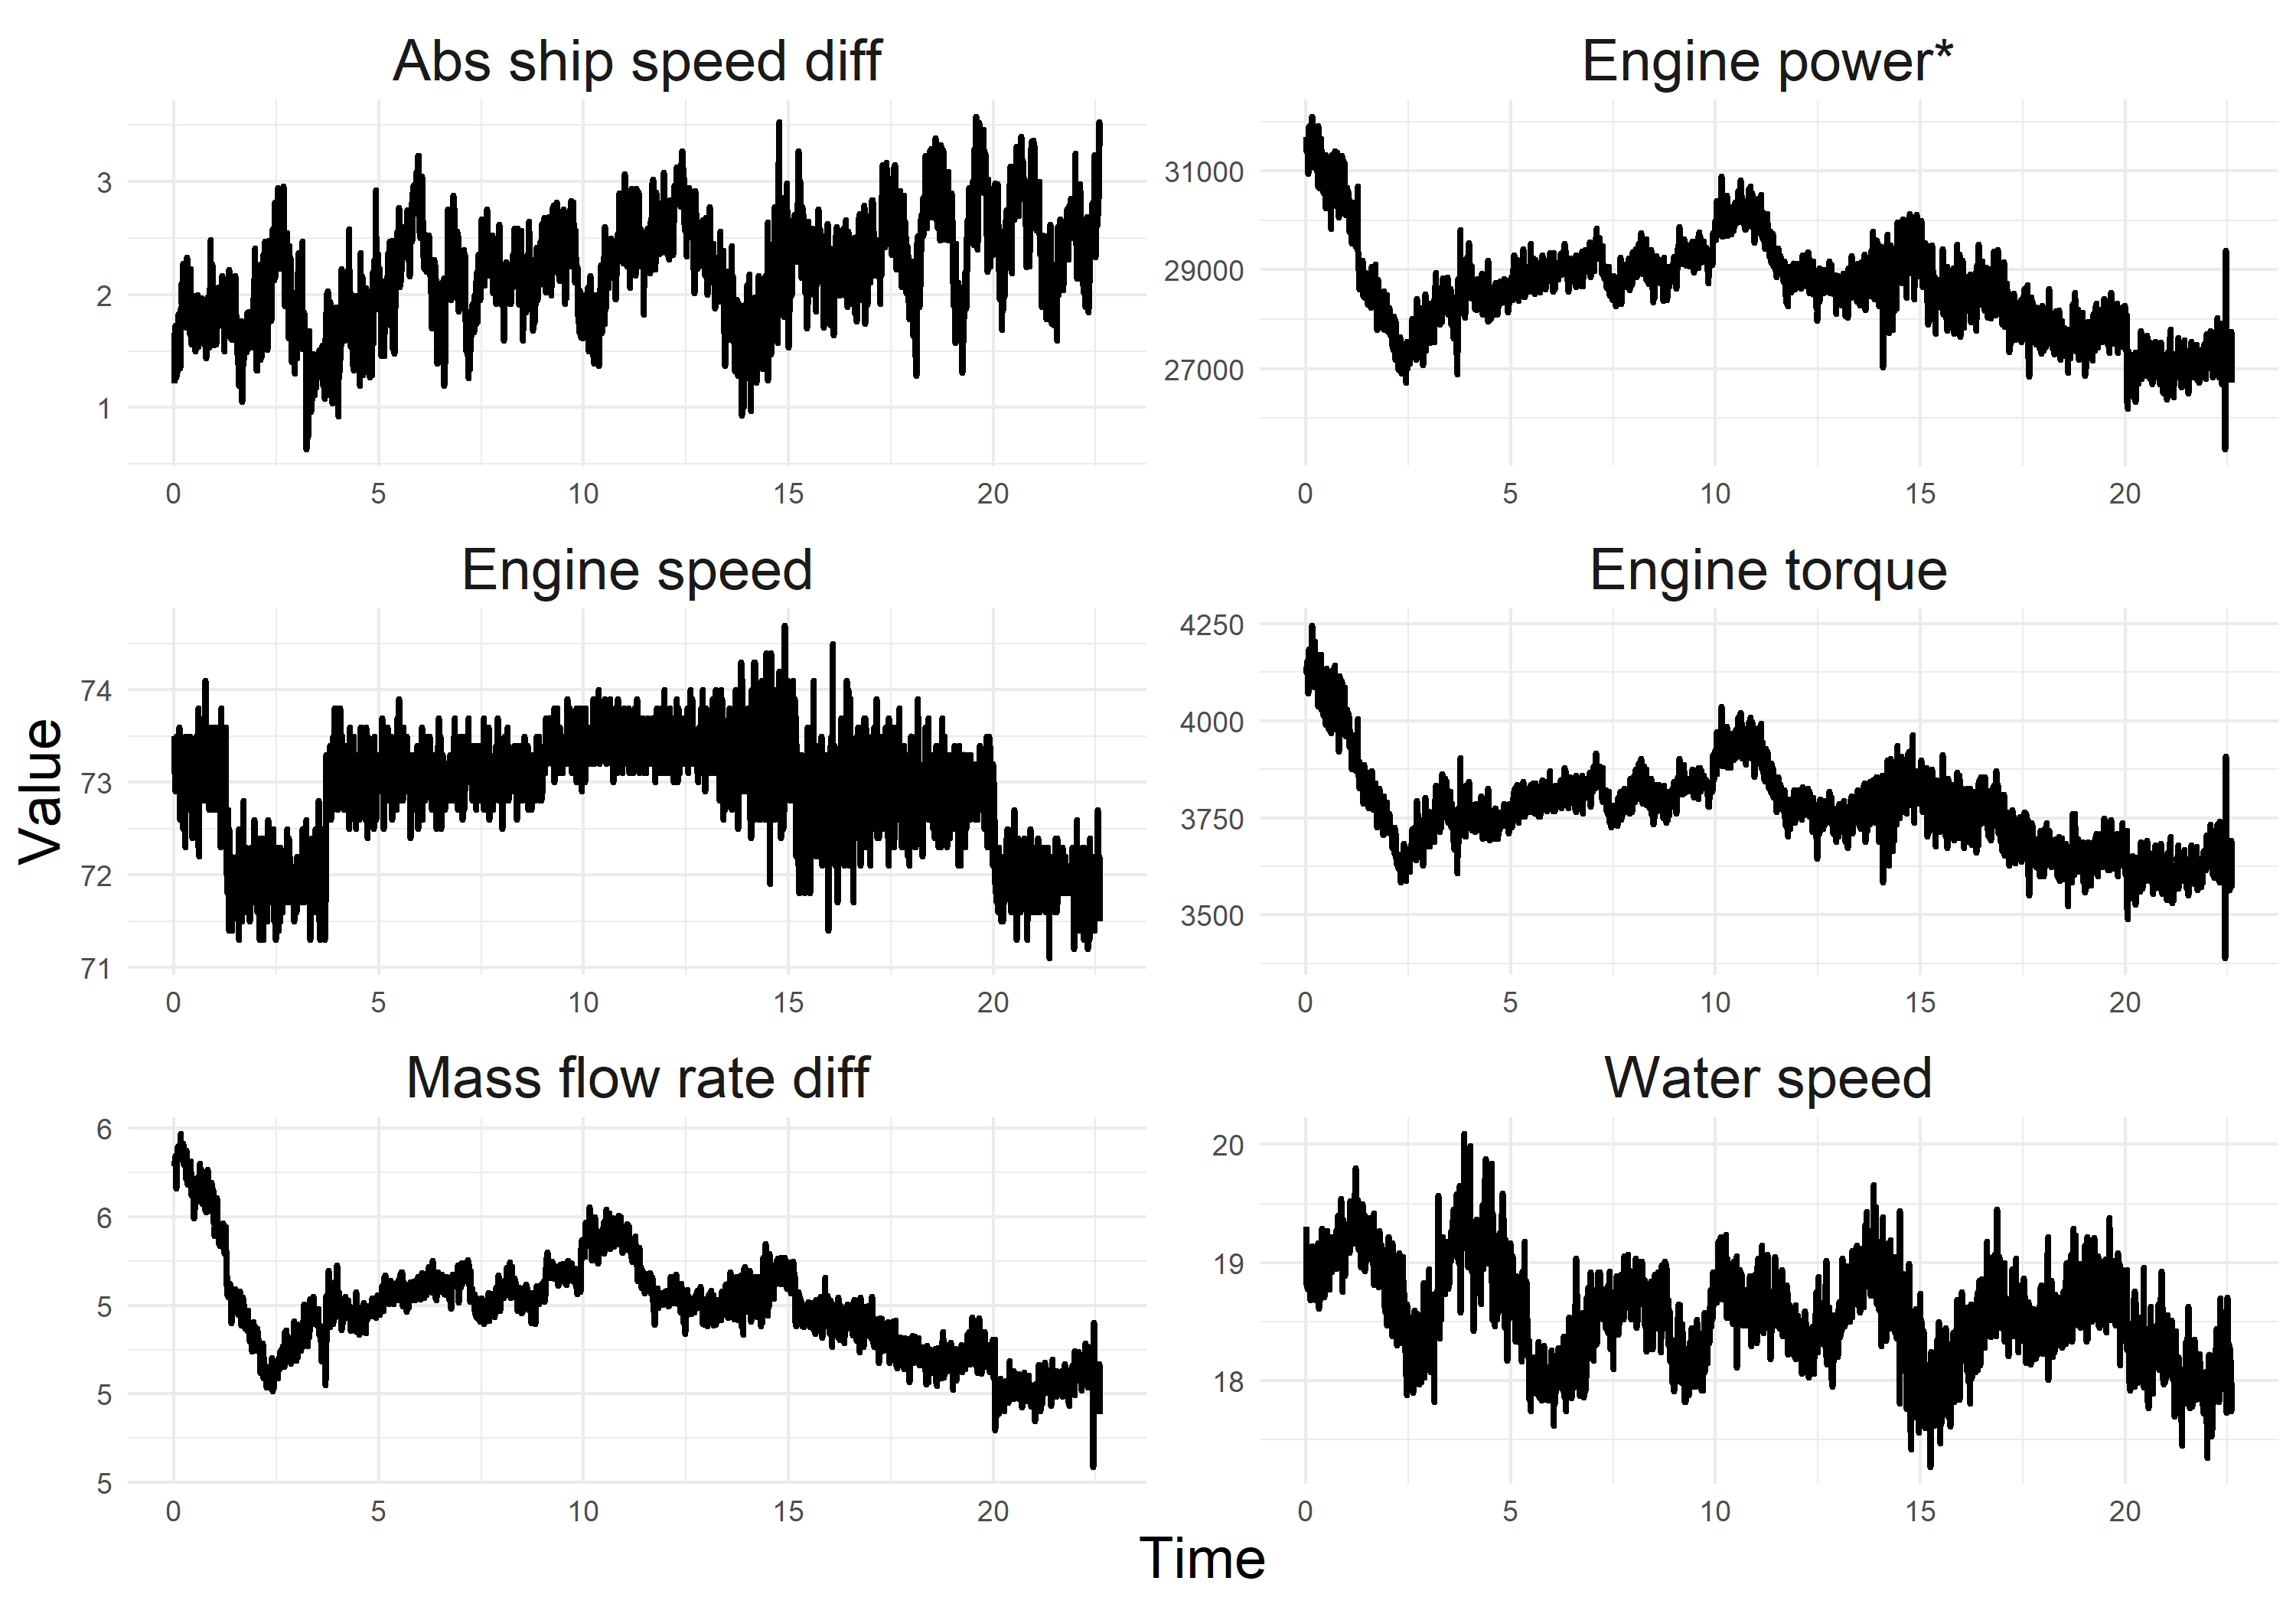 Abs ship speed diff
Engine power*
3
2
1
0 5 10 15 20
31000
29000
27000
0 5 10 15 20
Engine speed
Engine torque
74
73
72
71
0 5 10 15 20
4250
4000
3750
3500
0 5 10 15 20
Mass flow rate diff
Water speed
6
6
5
5
5
0 5 10 15 20
20
19
18
0 5 10 15 20
Value
Time